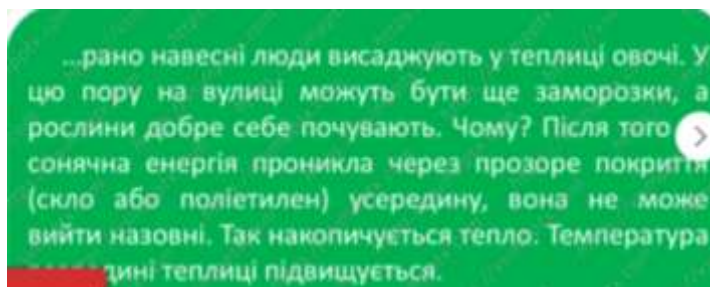 ...рано навесні люди висаджують у теплиці овочі. У
цю пору на вулиці можуть бути ще заморозки, а
рослини добре себе почувають. Чому? Після того
сонячна енергія проникла через прозоре покриття
(скло або поліетилен) усередину, вона не може
вийти назовні. Так накопичується тепло. Температура
теплиці підвищується.